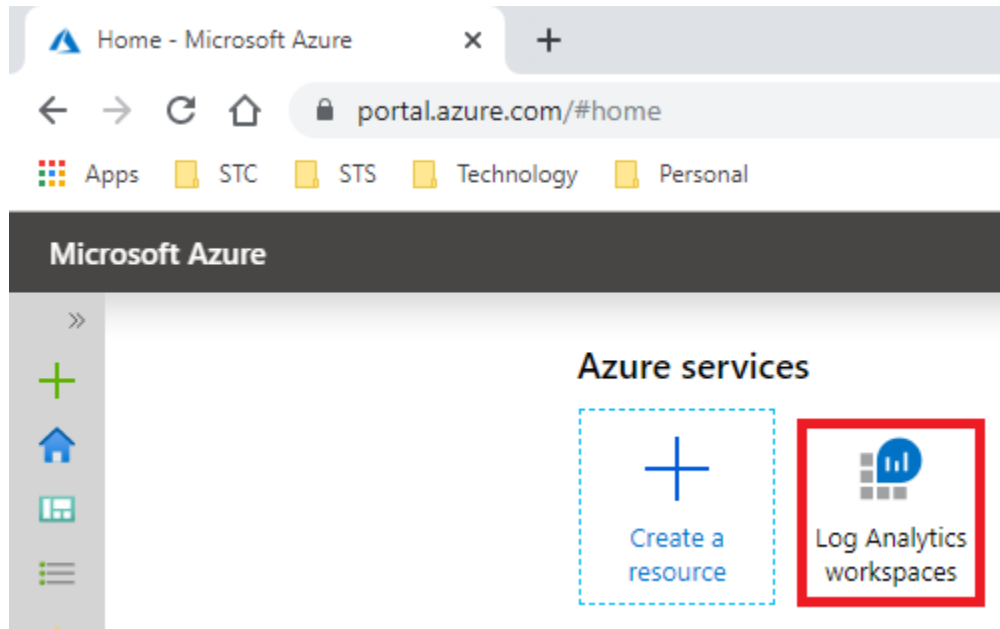 Home - Microsoft Azure
portal.azure.com/#home
Apps STC STS Technology Personal
Microsoft Azure
Azure services
Create a
resource
Log Analytics
workspaces